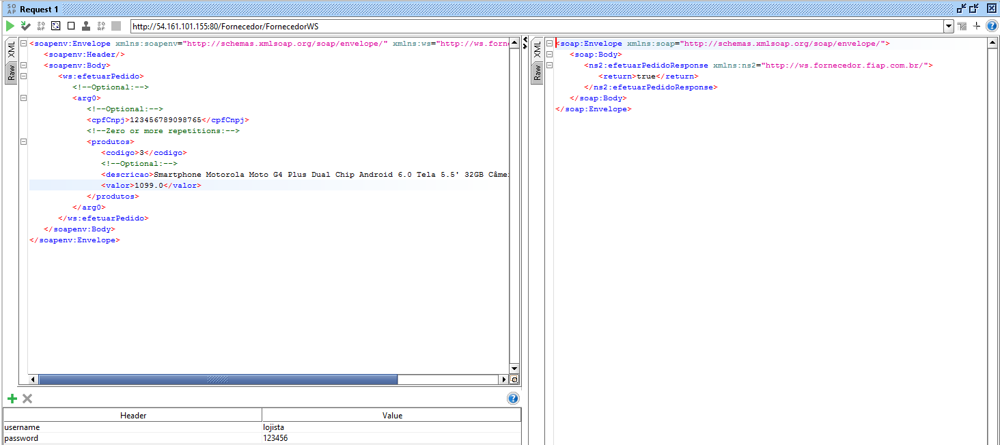 SO AP Request 1
http://54.161.101.155:80/Fornecedor/FornecedorWS
XML
Raw
<soapenv:Envelope xmlns:soapenv="http://schemas.xmlsoap.org/soap/envelope/" xmlns:ws="http://ws.forne
<soapenv:Header/>
<soapenv:Body>
<ws:efetuarPedido>
<!--Optional:-->
<arg0>
<!--Optional:-->
<cpfCnpj>123456789098765</cpfCnpj>
<!--Zero or more repetitions:-->
<produtos>
<codigo>3</codigo>
<!--Optional:-->
<descricao>Smartphone Motorola Moto G4 Plus Dual Chip Android 6.0 Tela 5.5' 32GB Câme
<valor>1099.0</valor>
</produtos>
</arg0>
</ws:efetuarPedido>
</soapenv:Body>
</soapenv:Envelope>
Header Value
username lojista
password 123456
XML
Raw
<soap:Envelope xmlns:soap="http://schemas.xmlsoap.org/soap/envelope/">
<soap:Body>
<ns2:efetuarPedidoResponse xmlns:ns2="http://ws.fornecedor.fiap.com.br/">
<return>true</return>
</ns2:efetuarPedidoResponse>
</soap:Body>
</soap:Envelope>